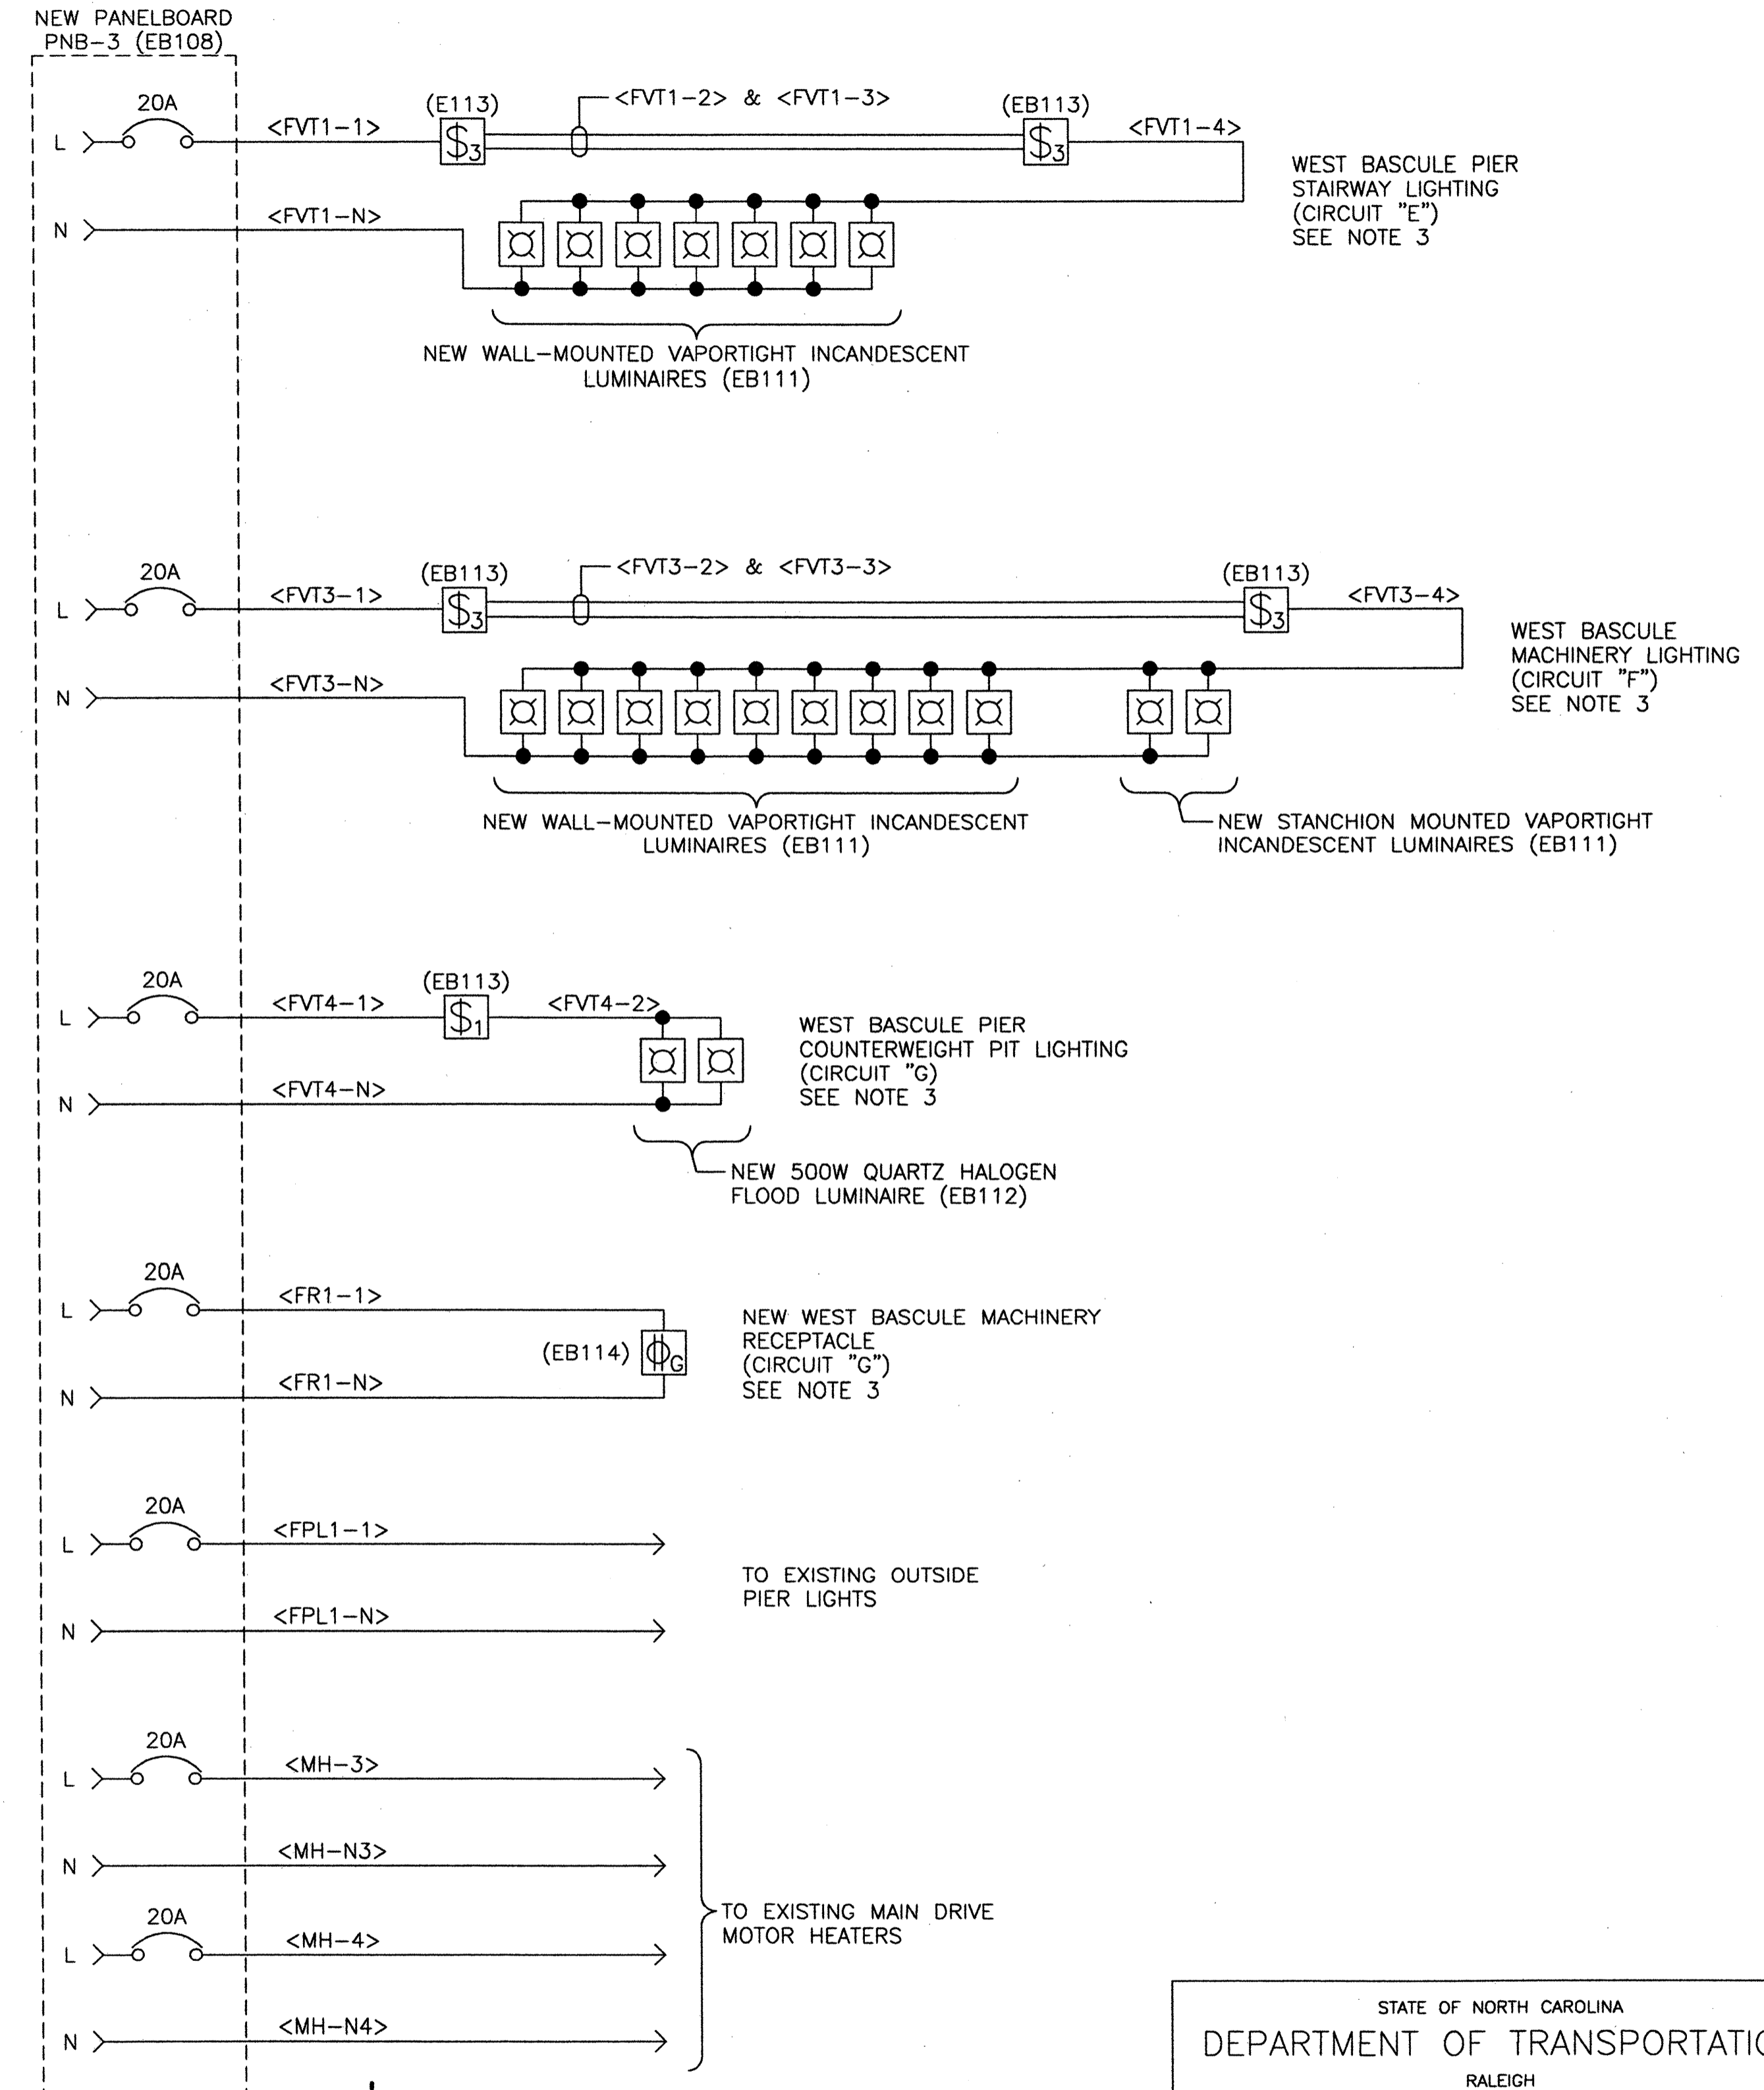 NEW PANELBOARD
PNB-3 (EB108)
20A
L
<FVT1-1>
(E113)
$3
<FVT1-2> & <FVT1-3>
(EB113)
$3
<FVT1-4>
N
<FVT1-N>
WEST BASCULE PIER
STAIRWAY LIGHTING
(CIRCUIT "E")
SEE NOTE 3
NEW WALL-MOUNTED VAPORTIGHT INCANDESCENT
LUMINAIRES (EB111)
20A
L
<FVT3-1>
(EB113)
$3
<FVT3-2> & <FVT3-3>
(EB113)
$3
<FVT3-4>
N
<FVT3-N>
WEST BASCULE
MACHINERY LIGHTING
(CIRCUIT "F")
SEE NOTE 3
NEW WALL-MOUNTED VAPORTIGHT INCANDESCENT
LUMINAIRES (EB111)
NEW STANCHION MOUNTED VAPORTIGHT
INCANDESCENT LUMINAIRES (EB111)
20A
L
<FVT4-1>
(EB113)
$1
<FVT4-2>
N
<FVT4-N>
WEST BASCULE PIER
COUNTERWEIGHT PIT LIGHTING
(CIRCUIT "G)
SEE NOTE 3
NEW 500W QUARTZ HALOGEN
FLOOD LUMINAIRE (EB112)
20A
L
<FR1-1>
(EB114)
G
N
<FR1-N>
NEW WEST BASCULE MACHINERY
RECEPTACLE
(CIRCUIT "G")
SEE NOTE 3
20A
L
<FPL1-1>
N
<FPL1-N>
TO EXISTING OUTSIDE
PIER LIGHTS
20A
L
<MH-3>
N
<MH-N3>
20A
L
<MH-4>
N
<MH-N4>
TO EXISTING MAIN DRIVE
MOTOR HEATERS
STATE OF NORTH CAROLINA
DEPARTMENT OF TRANSPORTATIO
RALEIGH